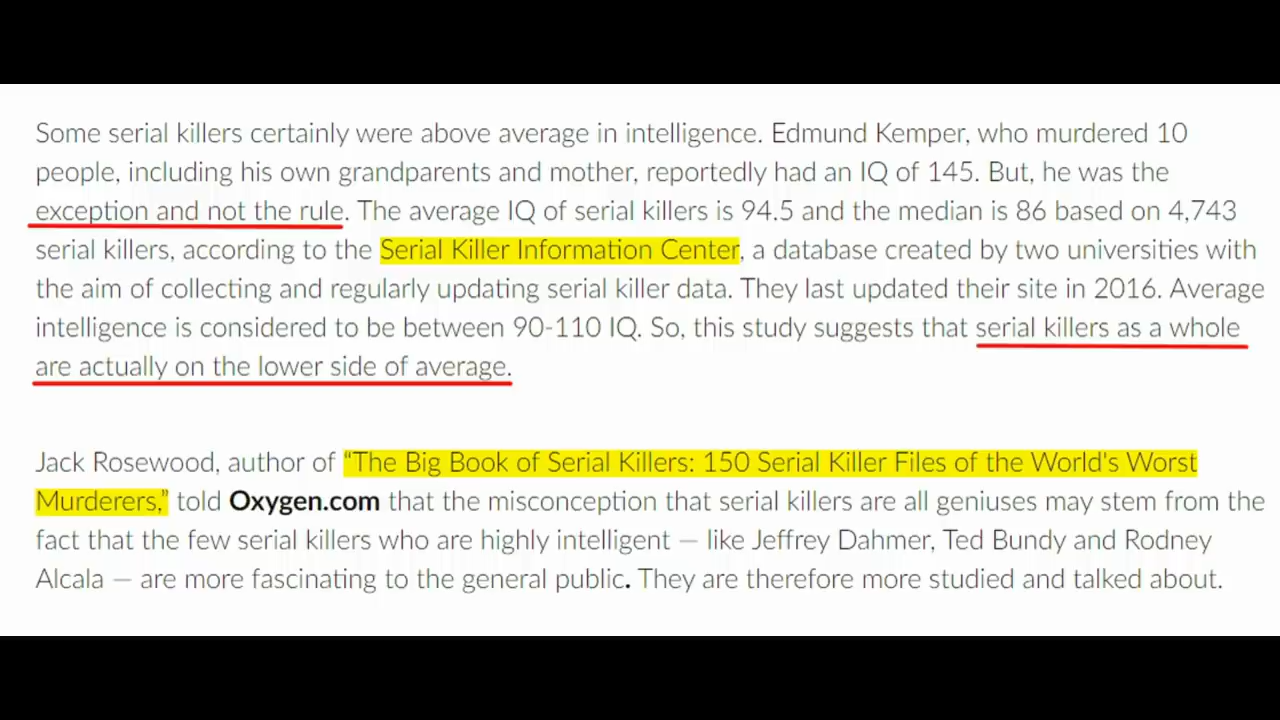 Some serial killers certainly were above average in intelligence. Edmund Kemper, who murdered 10
people, including his own grandparents and mother, reportedly had an IQ of 145. But, he was the
exception and not the rule. The average IQ of serial killers is 94.5 and the median is 86 based on 4,743
serial killers, according to the Serial Killer Information Center, a database created by two universities with
the aim of collecting and regularly updating serial killer data. They last updated their site in 2016. Average
intelligence is considered to be between 90-110 IQ. So, this study suggests that serial killers as a whole
are actually on the lower side of average.
Jack Rosewood, author of “The Big Book of Serial Killers: 150 Serial Killer Files of the World's Worst
Murderers,” told Oxygen.com that the misconception that serial killers are all geniuses may stem from the
fact that the few serial killers who are highly intelligent — like Jeffrey Dahmer, Ted Bundy and Rodney
Alcala — are more fascinating to the general public. They are therefore more studied and talked about.